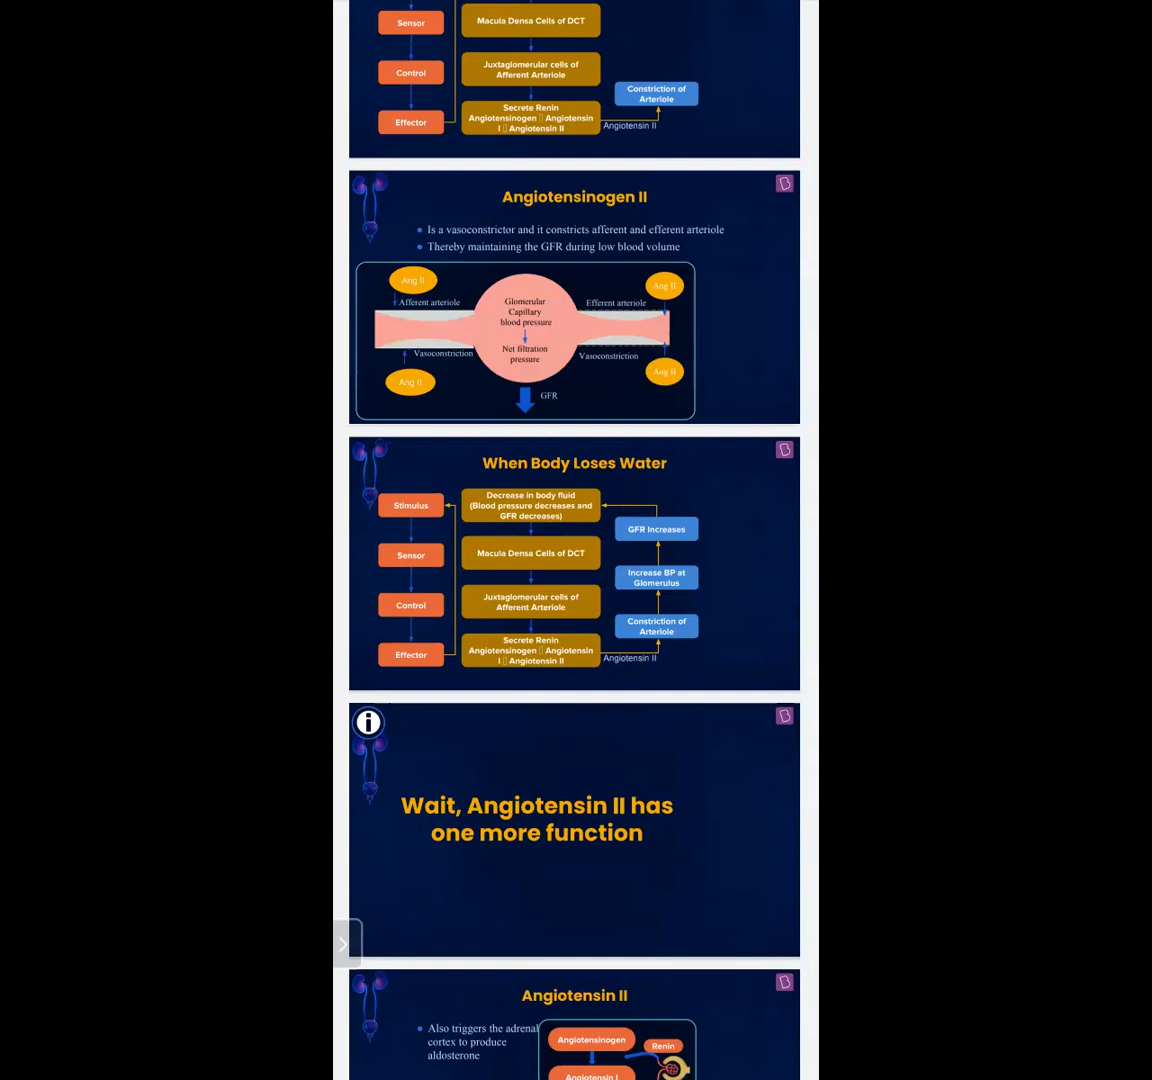 Sensor
Control
Effector
Macula Densa Cells of DCT
Juxtaglomerular cells of
Afferent Arteriole
Secrete Renin
Angiotensinogen ▯ Angiotensin
I ▯ Angiotensin II
Angiotensin II
Constriction of
Arteriole
Angiotensinogen II
Is a vasoconstrictor and it constricts afferent and efferent arteriole
Thereby maintaining the GFR during low blood volume
Ang II
Afferent arteriole
Vasoconstriction
Ang II
Glomerular
Capillary
blood pressure
Net filtration
pressure
GFR
Efferent arteriole
Ang II
Vasoconstriction
Ang II
When Body Loses Water
Stimulus
Sensor
Control
Effector
Decrease in body fluid
(Blood pressure decreases and
GFR decreases)
Macula Densa Cells of DCT
Juxtaglomerular cells of
Afferent Arteriole
Secrete Renin
Angiotensinogen ▯ Angiotensin
I ▯ Angiotensin II
Angiotensin II
GFR Increases
Increase BP at
Glomerulus
Constriction of
Arteriole
Wait, Angiotensin II has
one more function
Angiotensin II
Also triggers the adrenal
cortex to produce
aldosterone
Angiotensinogen
Renin
Angiotensin I